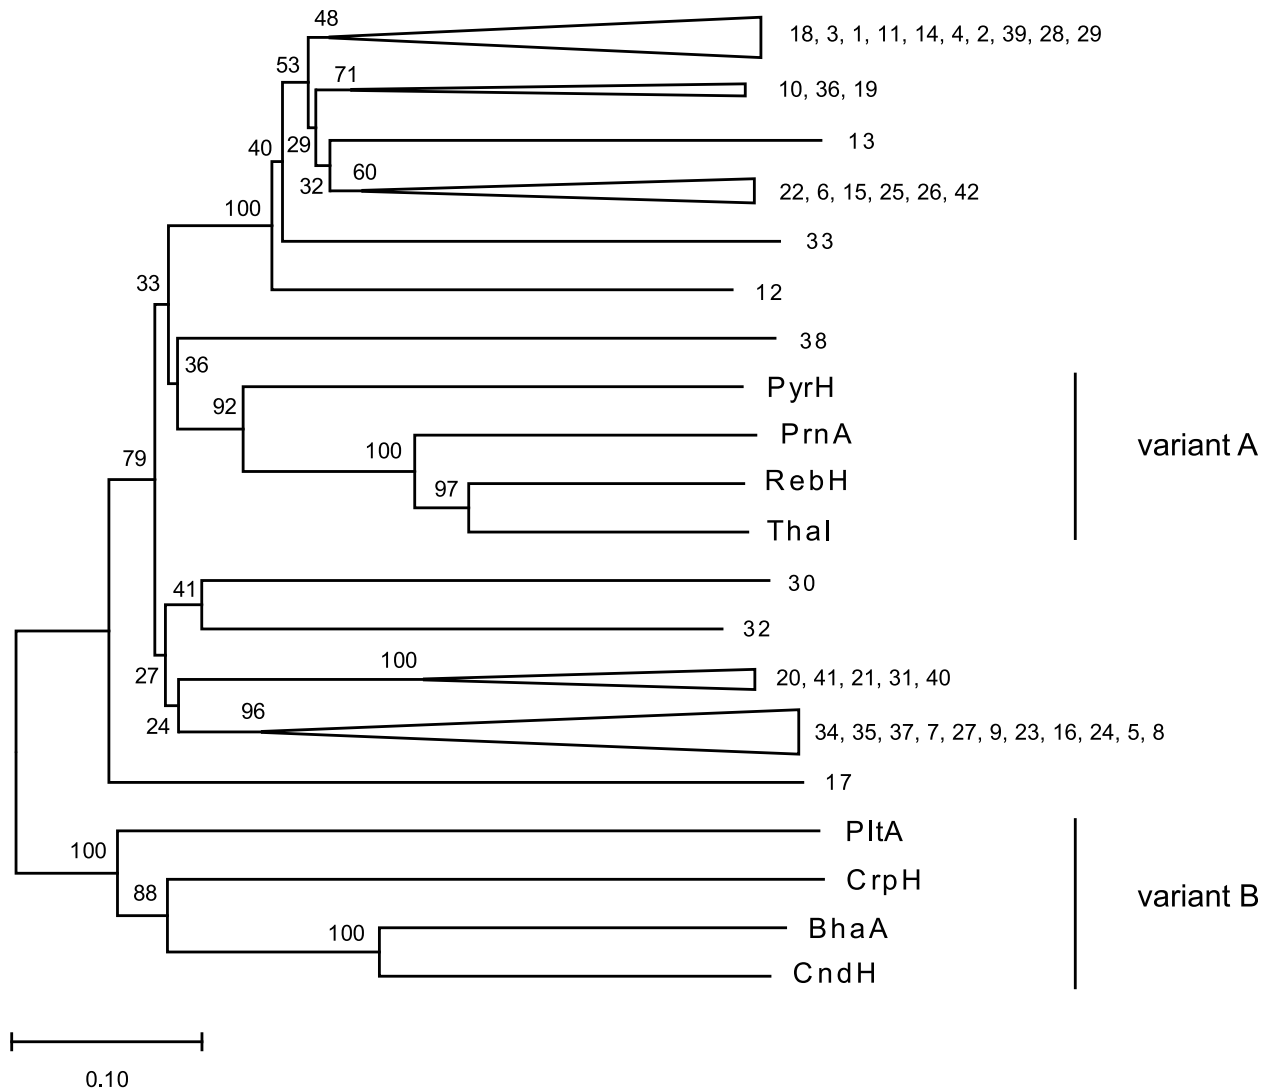 48
18, 3, 1, 11, 14, 4, 2, 39, 28, 29
53
71
10, 36, 19
40
29
13
32
60
22, 6, 15, 25, 26, 42
100
33
12
33
38
36
92
PyrH
PrnA
100
variant A
79
97
RebH
Thal
41
30
32
27
100
20, 41, 21, 31, 40
24
96
34, 35, 37, 7, 27, 9, 23, 16, 24, 5, 8
17
PltA
100
88
CrpH
variant B
100
BhaA
CndH
0.10